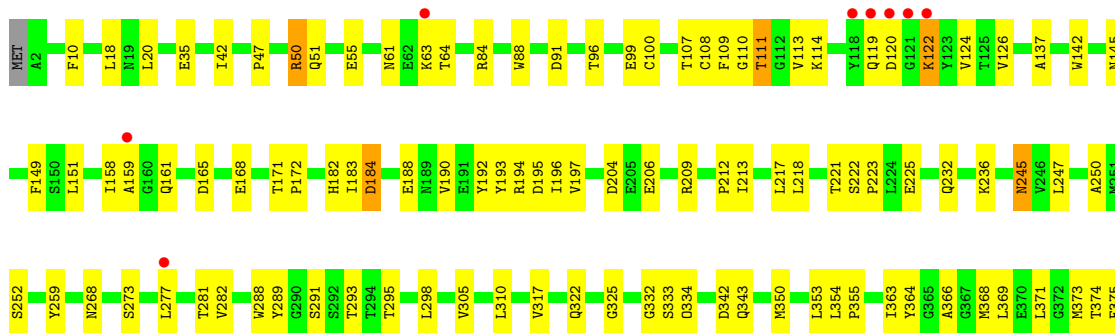 MET A2 F10 L18 N19 L20 E35 I42 P47 R50 Q51 E55 N61 E62 K63 T64 R84 W88 D91 T96 E99 C100 T107 C108 F109 G110 T111 G112 V113 K114 Y118 Q119 D120 G121 K122 Y123 V124 T125 V126 A137 W142
F149 S150 L151 I158 A159 G160 Q161 D165 E168 T171 P172 H182 I183 D184 E188 N189 V190 E191 Y192 Y193 R194 D195 I196 V197 D204 E205 E206 R209 P212 I213 L217 L218 T221 S222 P223 L224 E225 Q232 K236 N245 V246 L247 A250
S252 Y259 N268 S273 L277 T281 V282 W288 Y289 G290 S291 S292 T293 T294 T295 L298 V305 L310 V317 Q322 G325 G332 S333 D334 D342 Q343 M350 L353 L354 P355 I363 Y364 G365 A366 G367 M368 L369 E370 L371 G372 M373 T374